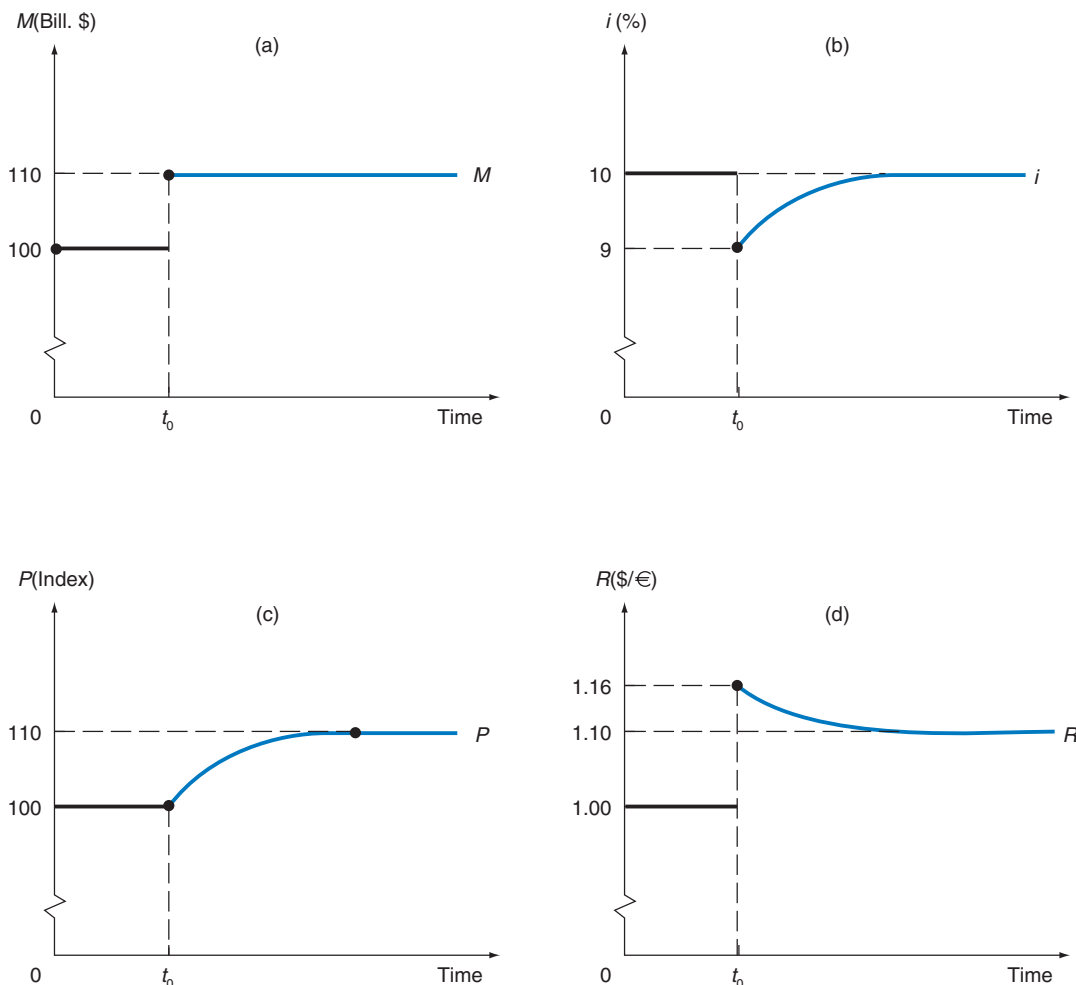 M(Bill. $)
(a)
110
M
100
0
t0
Time
i (%)
(b)
10
i
9
0
t0
Time
P(Index)
(c)
110
P
100
0
t0
Time
R($/€)
(d)
1.16
1.10
R
1.00
0
t0
Time